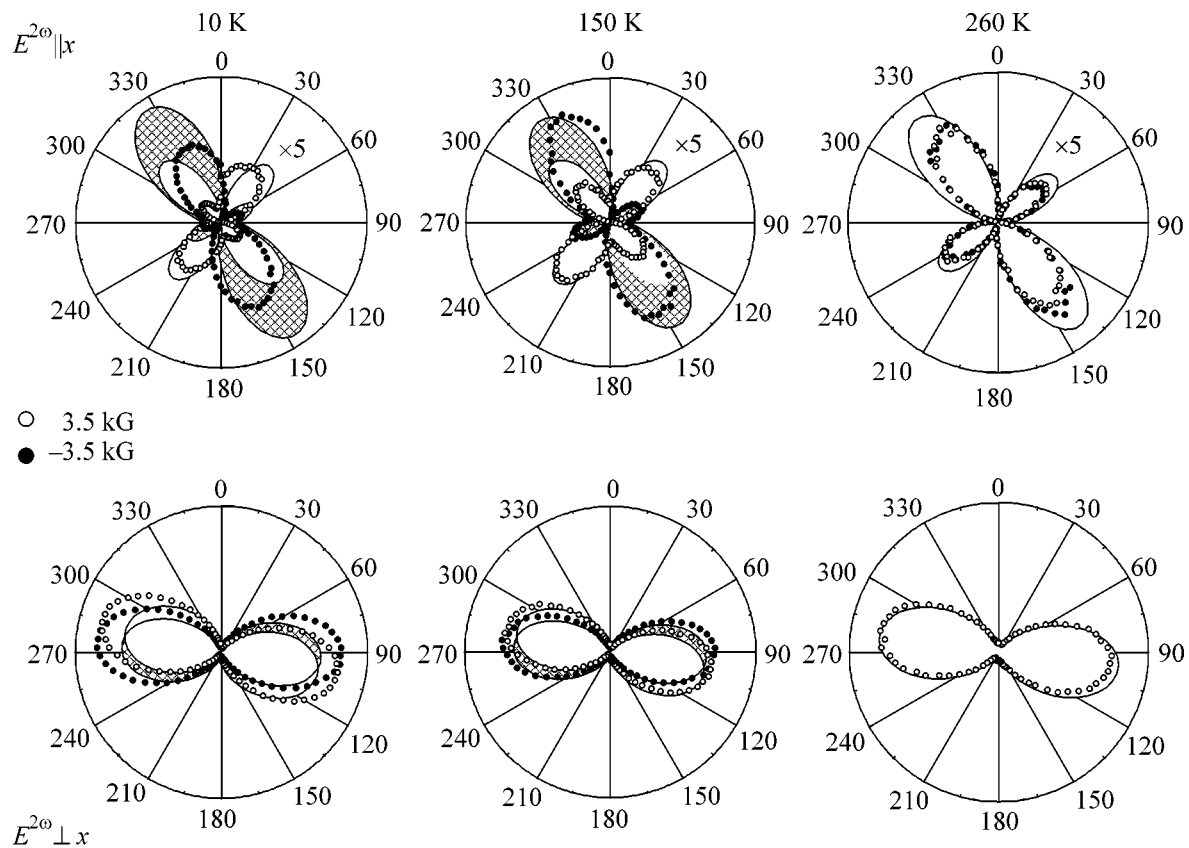 10 K 150 K 260 K
E^{2ω}||x
0 0 0
330 30 330 30 330 30
×5 ×5 ×5
300 60 300 60 300 60
270 90 270 90 270 90
240 120 240 120 240 120
210 150 210 150 210 150
180 180 180
3.5 kG
–3.5 kG
0 0 0
330 30 330 30 330 30
300 60 300 60 300 60
270 90 270 90 270 90
240 120 240 120 240 120
210 150 210 150 210 150
180 180 180
E^{2ω}⊥x